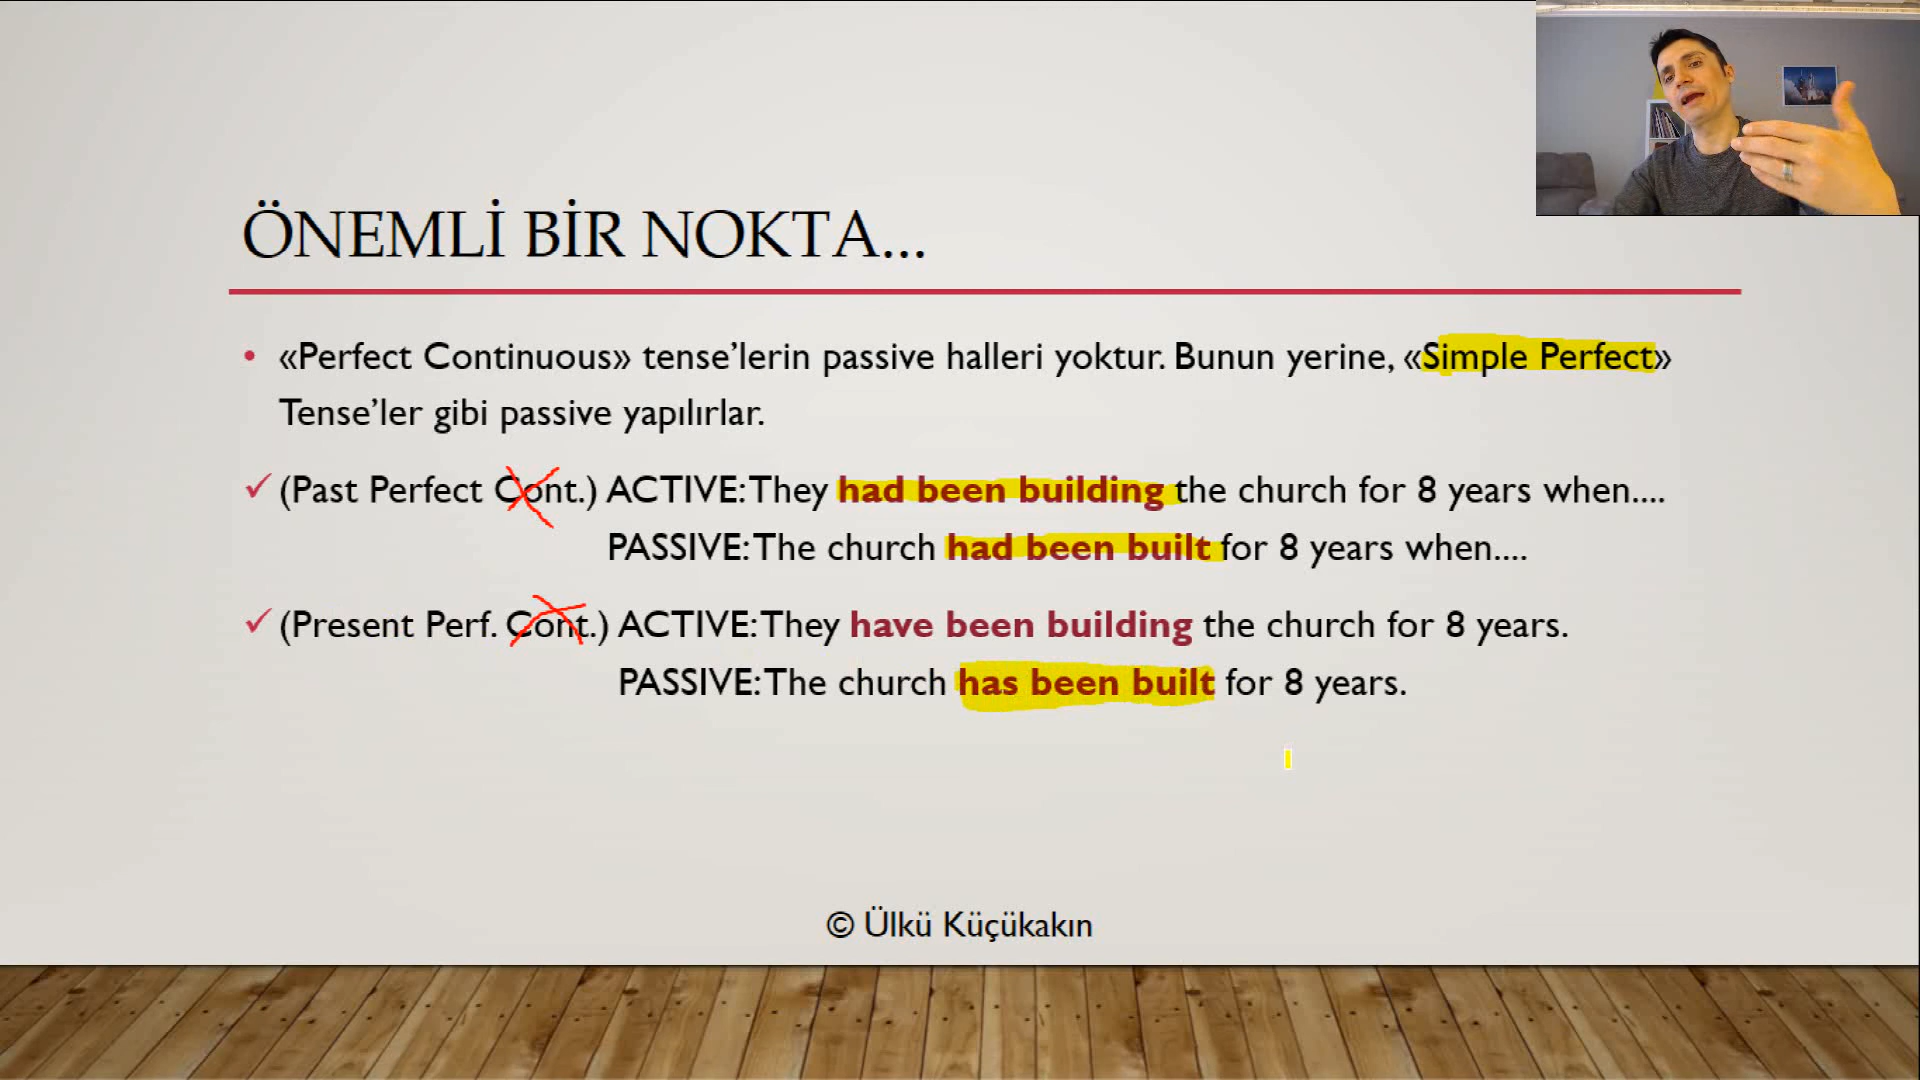 ÖNEMLİ BİR NOKTA...
• «Perfect Continuous» tense’lerin passive halleri yoktur. Bunun yerine, «Simple Perfect»
Tense’ler gibi passive yapılırlar.
✓ (Past Perfect Cont.) ACTIVE: They had been building the church for 8 years when....
PASSIVE: The church had been built for 8 years when....
✓ (Present Perf. Cont.) ACTIVE: They have been building the church for 8 years.
PASSIVE: The church has been built for 8 years.
© Ülkü Küçükakın